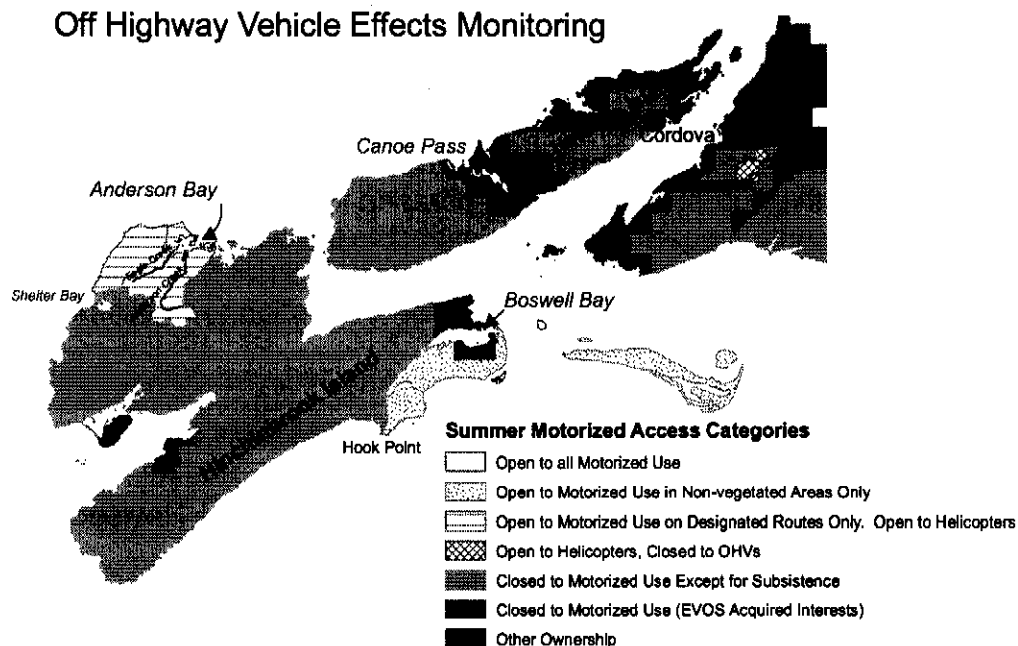 Off Highway Vehicle Effects Monitoring
Cordova
Canoe Pass
Anderson Bay
Shelter Bay
Boswell Bay
Hinchinbrook Island
Hook Point
Summer Motorized Access Categories
Open to all Motorized Use
Open to Motorized Use in Non-vegetated Areas Only
Open to Motorized Use on Designated Routes Only. Open to Helicopters
Open to Helicopters, Closed to OHVs
Closed to Motorized Use Except for Subsistence
Closed to Motorized Use (EVOS Acquired Interests)
Other Ownership